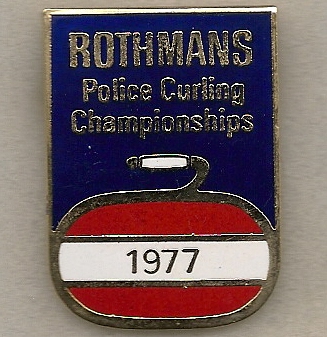 ROTHMANS
Police Curling
Championships
1977